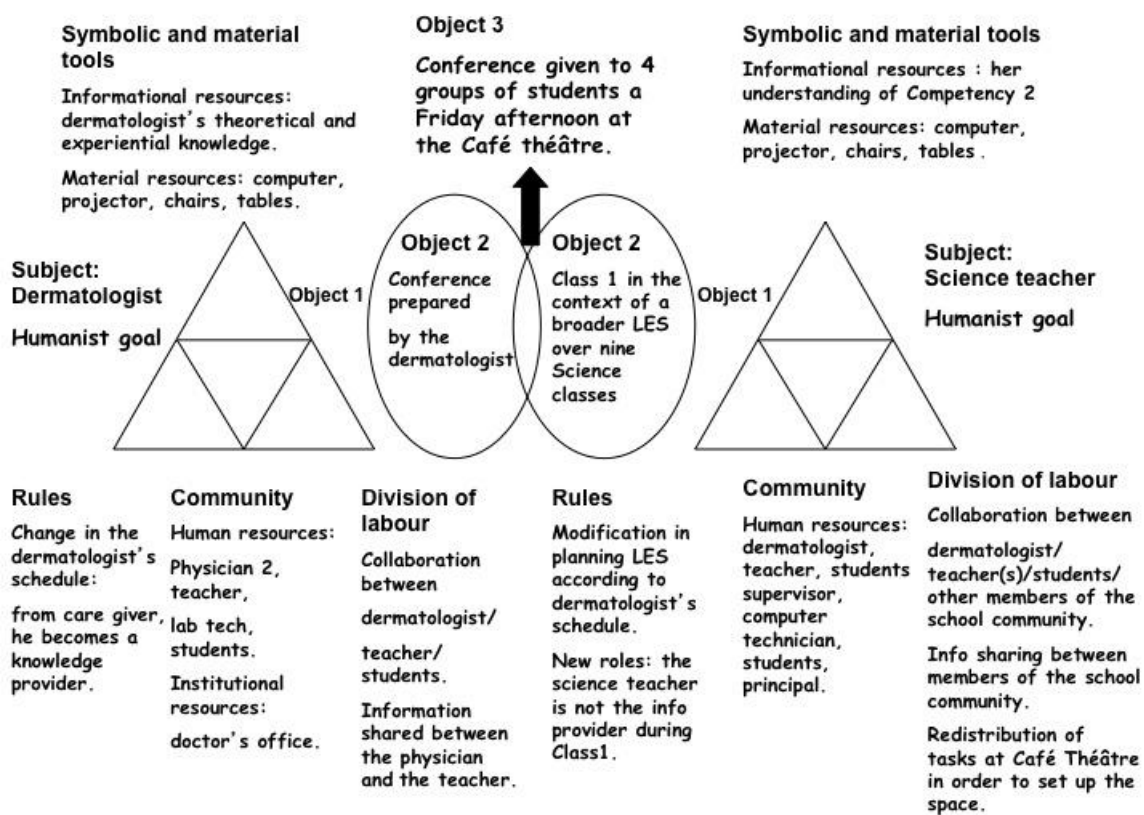 Symbolic and material
tools
Informational resources:
dermatologist's theoretical and
experiential knowledge.
Material resources: computer,
projector, chairs, tables.
Object 3
Conference given to 4
groups of students a
Friday afternoon at
the Café théâtre.
Symbolic and material tools
Informational resources : her
understanding of Competency 2
Material resources: computer,
projector, chairs, tables .
Subject:
Dermatologist
Humanist goal
Object 1
Object 2
Conference
prepared
by the
dermatologist
Object 2
Class 1 in the
context of a
broader LES
over nine
Science
classes
Object 1
Subject:
Science teacher
Humanist goal
Rules
Change in the
dermatologist's
schedule:
from care giver,
he becomes a
knowledge
provider.
Community
Human resources:
Physician 2,
teacher,
lab tech,
students.
Institutional
resources:
doctor's office.
Division of
labour
Collaboration
between
dermatologist/
teacher/
students.
Information
shared between
the physician
and the teacher.
Rules
Modification in
planning LES
according to
dermatologist's
schedule.
New roles: the
science teacher
is not the info
provider during
Class1.
Community
Human resources:
dermatologist,
teacher, students
supervisor,
computer
technician,
students,
principal.
Division of labour
Collaboration between
dermatologist/
teacher(s)/students/
other members of the
school community.
Info sharing between
members of the school
community.
Redistribution of
tasks at Café Théâtre
in order to set up the
space.